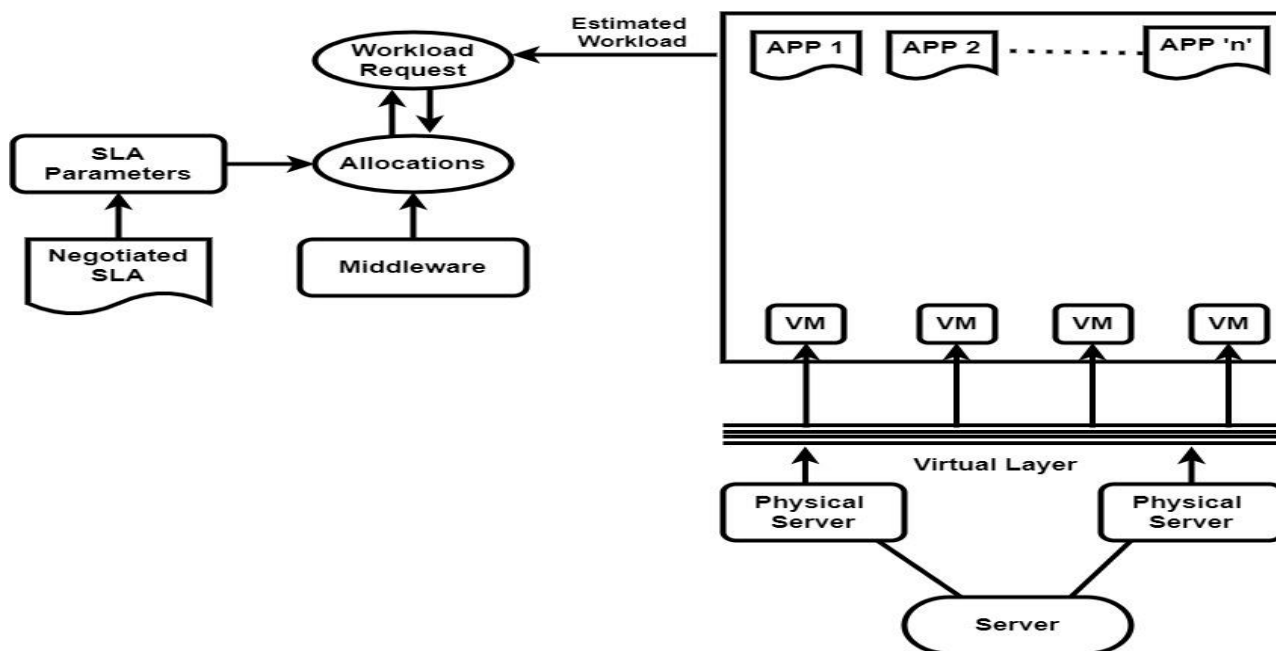 Estimated
Workload
APP 1
APP 2
APP 'n'
Workload
Request
SLA
Parameters
Allocations
Negotiated
SLA
Middleware
VM
VM
VM
VM
Virtual Layer
Physical
Server
Physical
Server
Server